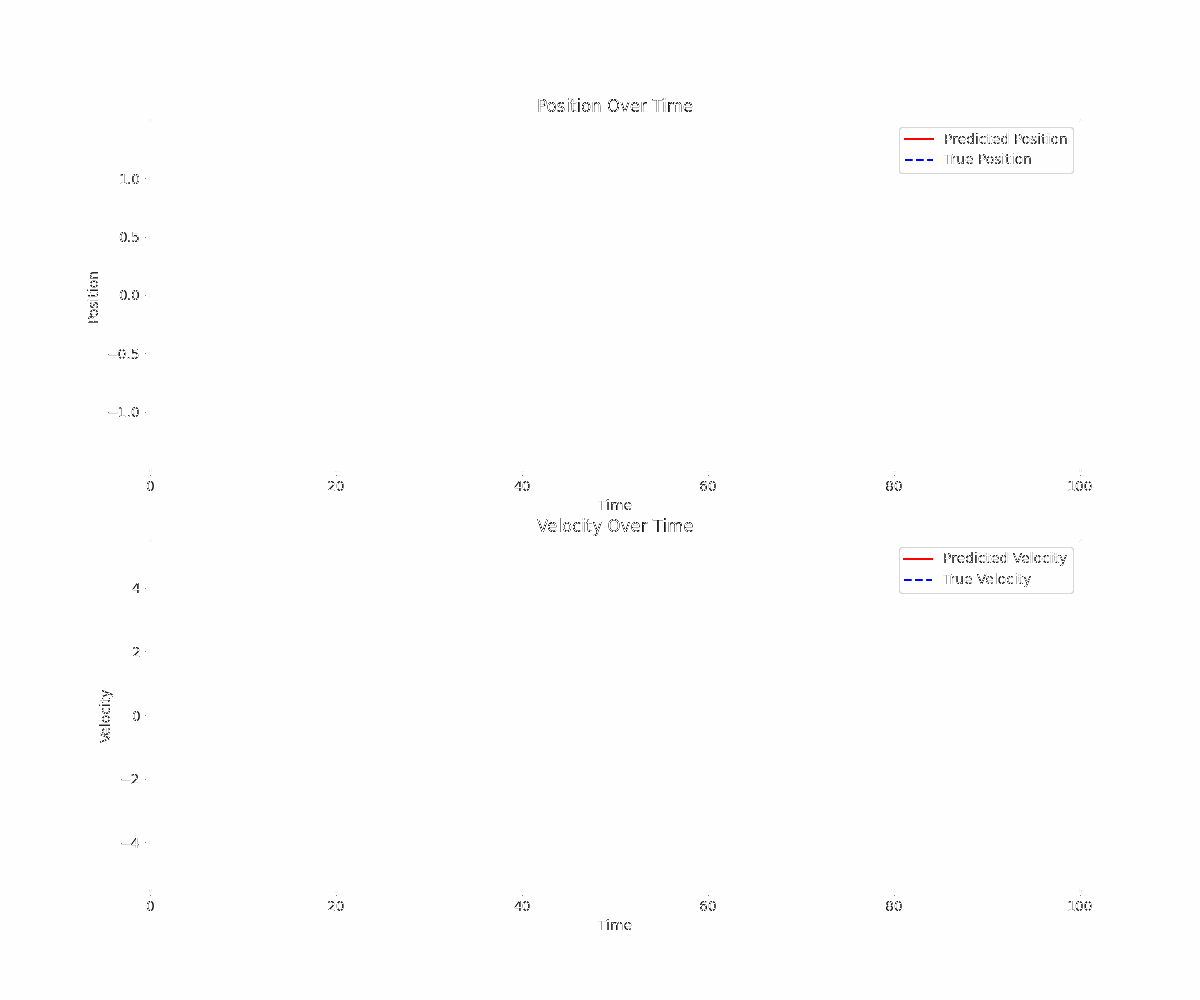 Position Over Time
Predicted Position
True Position
1.0
0.5
0.0
−0.5
−1.0
Position
0 20 40 60 80 100
Time
Velocity Over Time
Predicted Velocity
True Velocity
4
2
0
−2
−4
Velocity
0 20 40 60 80 100
Time